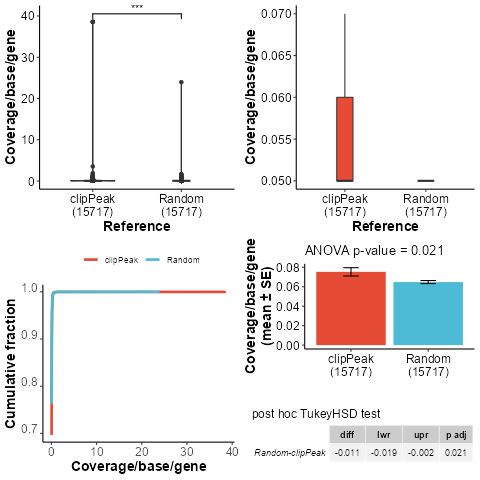 ***
Coverage/base/gene
40
30
20
10
0
clipPeak
(15717)
Random
(15717)
Reference
Coverage/base/gene
0.070
0.065
0.060
0.055
0.050
clipPeak
(15717)
Random
(15717)
Reference
clipPeak
Random
Cumulative fraction
1.0
0.9
0.8
0.7
0
10
20
30
40
Coverage/base/gene
ANOVA p-value = 0.021
Coverage/base/gene
(mean ± SE)
0.08
0.06
0.04
0.02
0.00
clipPeak
(15717)
Random
(15717)
post hoc TukeyHSD test
diff lwr upr p adj
Random-clipPeak -0.011 -0.019 -0.002 0.021